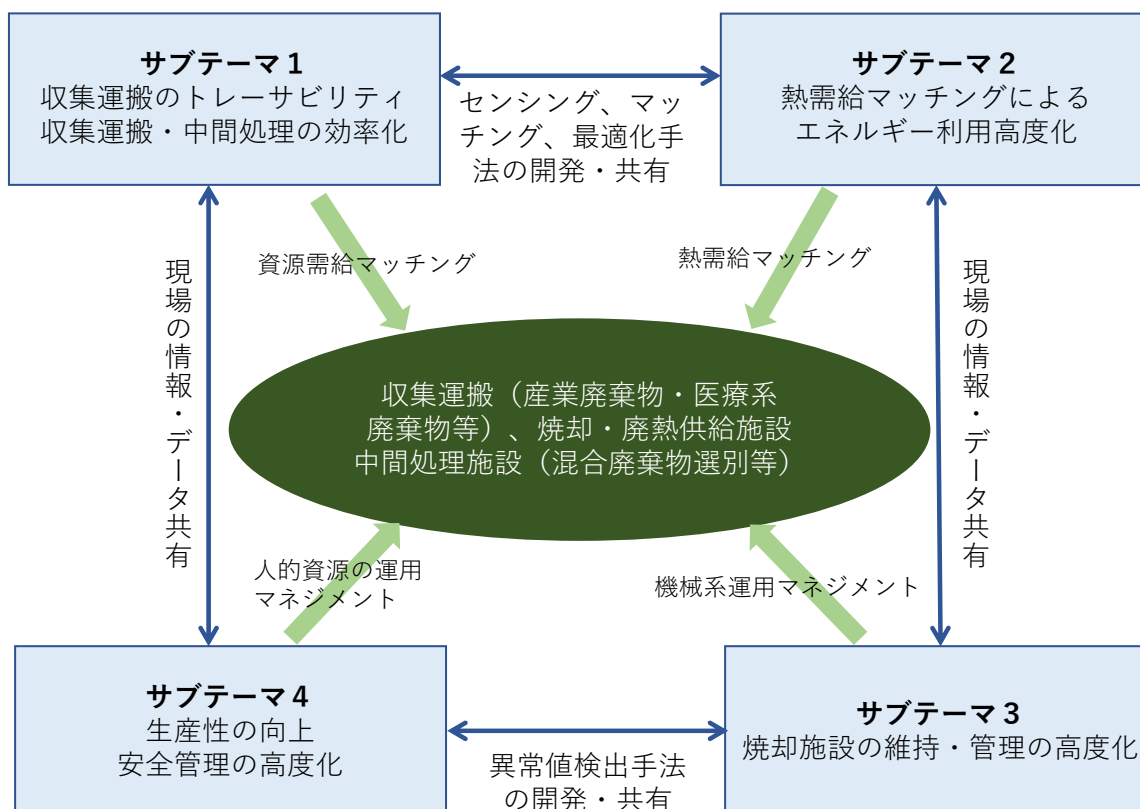 サブテーマ１
収集運搬のトレーサビリティ
収集運搬・中間処理の効率化
センシング、マッ
チング、最適化手
法の開発・共有
サブテーマ２
熱需給マッチングによる
エネルギー利用高度化
資源需給マッチング
熱需給マッチング
現場の情報・データ共有
収集運搬（産業廃棄物・医療系
廃棄物等）、焼却・廃熱供給施設
中間処理施設（混合廃棄物選別等）
現場の情報・データ共有
人的資源の運用
マネジメント
機械系運用マネジメント
サブテーマ４
生産性の向上
安全管理の高度化
異常値検出手法
の開発・共有
サブテーマ３
焼却施設の維持・管理の高度化